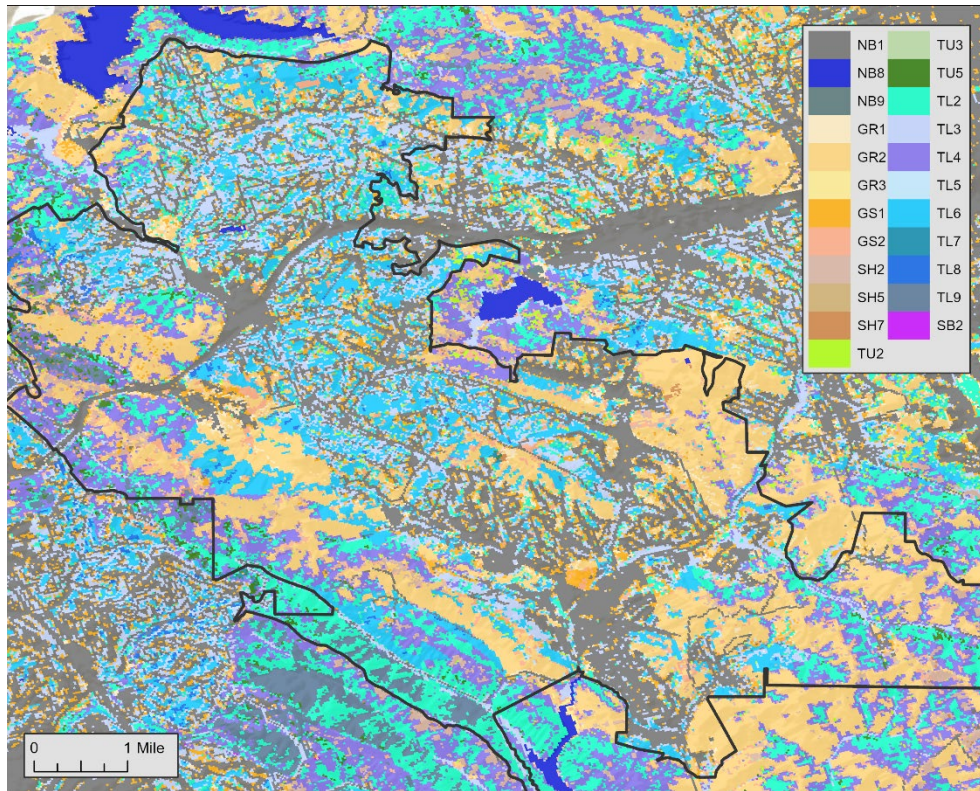 NB1 TU3
NB8 TU5
NB9 TL2
GR1 TL3
GR2 TL4
GR3 TL5
GS1 TL6
GS2 TL7
SH2 TL8
SH5 TL9
SH7 SB2
TU2
0 1 Mile